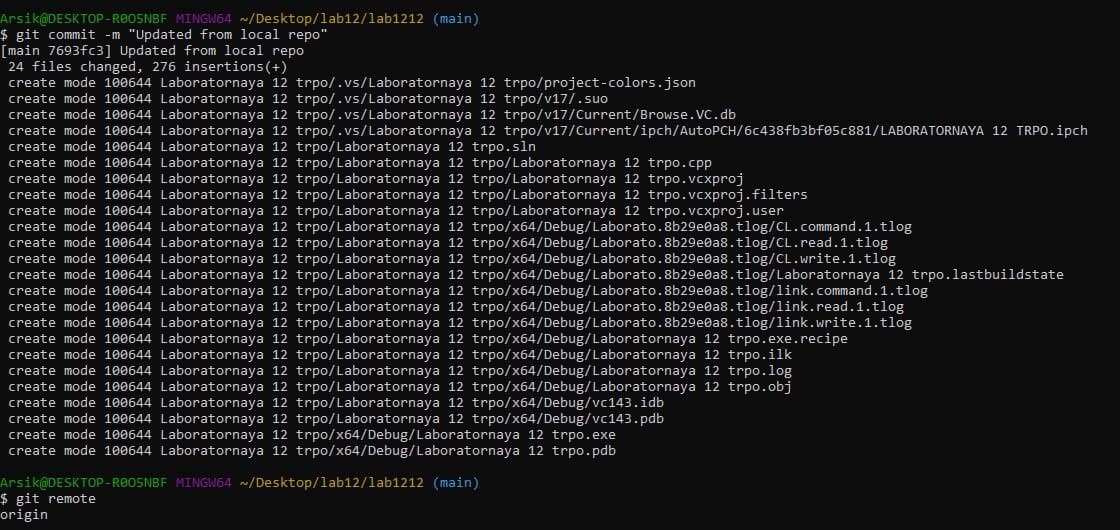 Arsik@DESKTOP-R0O5NBF MINGW64 ~/Desktop/lab12/lab1212 (main)
$ git commit -m "Updated from local repo"
[main 7693fc3] Updated from local repo
 24 files changed, 276 insertions(+)
 create mode 100644 Laboratornaya 12 trpo/.vs/Laboratornaya 12 trpo/project-colors.json
 create mode 100644 Laboratornaya 12 trpo/.vs/Laboratornaya 12 trpo/v17/.suo
 create mode 100644 Laboratornaya 12 trpo/.vs/Laboratornaya 12 trpo/v17/Current/Browse.VC.db
 create mode 100644 Laboratornaya 12 trpo/.vs/Laboratornaya 12 trpo/v17/Current/ipch/AutoPCH/6c438fb3bf05c881/LABORATORNAYA 12 TRPO.ipch
 create mode 100644 Laboratornaya 12 trpo/Laboratornaya 12 trpo.sln
 create mode 100644 Laboratornaya 12 trpo/Laboratornaya 12 trpo/Laboratornaya 12 trpo.cpp
 create mode 100644 Laboratornaya 12 trpo/Laboratornaya 12 trpo/Laboratornaya 12 trpo.vcxproj
 create mode 100644 Laboratornaya 12 trpo/Laboratornaya 12 trpo/Laboratornaya 12 trpo.vcxproj.filters
 create mode 100644 Laboratornaya 12 trpo/Laboratornaya 12 trpo/Laboratornaya 12 trpo.vcxproj.user
 create mode 100644 Laboratornaya 12 trpo/Laboratornaya 12 trpo/x64/Debug/Laborato.8b29e0a8.tlog/CL.command.1.tlog
 create mode 100644 Laboratornaya 12 trpo/Laboratornaya 12 trpo/x64/Debug/Laborato.8b29e0a8.tlog/CL.read.1.tlog
 create mode 100644 Laboratornaya 12 trpo/Laboratornaya 12 trpo/x64/Debug/Laborato.8b29e0a8.tlog/CL.write.1.tlog
 create mode 100644 Laboratornaya 12 trpo/Laboratornaya 12 trpo/x64/Debug/Laborato.8b29e0a8.tlog/Laboratornaya 12 trpo.lastbuildstate
 create mode 100644 Laboratornaya 12 trpo/Laboratornaya 12 trpo/x64/Debug/Laborato.8b29e0a8.tlog/link.command.1.tlog
 create mode 100644 Laboratornaya 12 trpo/Laboratornaya 12 trpo/x64/Debug/Laborato.8b29e0a8.tlog/link.read.1.tlog
 create mode 100644 Laboratornaya 12 trpo/Laboratornaya 12 trpo/x64/Debug/Laborato.8b29e0a8.tlog/link.write.1.tlog
 create mode 100644 Laboratornaya 12 trpo/Laboratornaya 12 trpo/x64/Debug/Laboratornaya 12 trpo.exe.recipe
 create mode 100644 Laboratornaya 12 trpo/Laboratornaya 12 trpo/x64/Debug/Laboratornaya 12 trpo.ilk
 create mode 100644 Laboratornaya 12 trpo/Laboratornaya 12 trpo/x64/Debug/Laboratornaya 12 trpo.log
 create mode 100644 Laboratornaya 12 trpo/Laboratornaya 12 trpo/x64/Debug/Laboratornaya 12 trpo.obj
 create mode 100644 Laboratornaya 12 trpo/Laboratornaya 12 trpo/x64/Debug/vc143.idb
 create mode 100644 Laboratornaya 12 trpo/Laboratornaya 12 trpo/x64/Debug/vc143.pdb
 create mode 100644 Laboratornaya 12 trpo/x64/Debug/Laboratornaya 12 trpo.exe
 create mode 100644 Laboratornaya 12 trpo/x64/Debug/Laboratornaya 12 trpo.pdb
Arsik@DESKTOP-R0O5NBF MINGW64 ~/Desktop/lab12/lab1212 (main)
$ git remote
origin